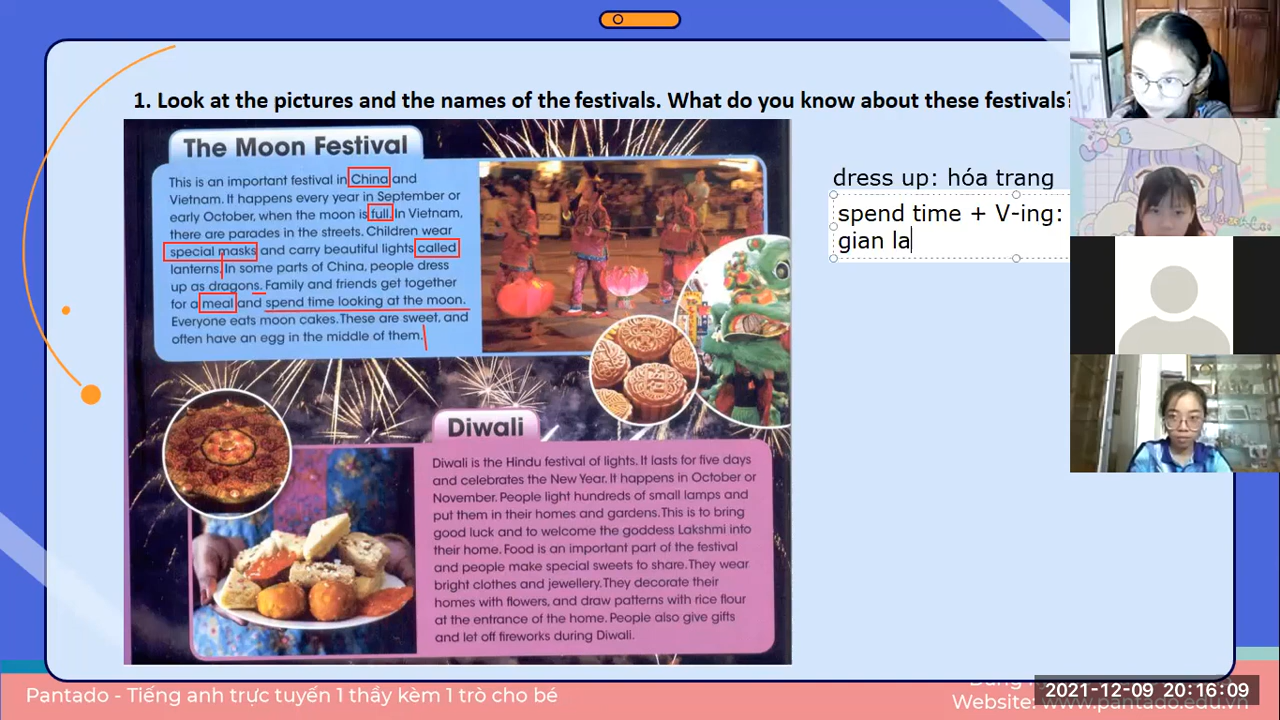 1. Look at the pictures and the names of the festivals. What do you know about these festivals?
The Moon Festival
This is an important festival in China and
Vietnam. It happens every year in September or
early October, when the moon is full. In Vietnam,
there are parades in the streets. Children wear
special masks and carry beautiful lights called
lanterns. In some parts of China, people dress
up as dragons. Family and friends get together
for a meal and spend time looking at the moon.
Everyone eats moon cakes. These are sweet, and
often have an egg in the middle of them.
dress up: hóa trang
spend time + V-ing:
gian la
Diwali
Diwali is the Hindu festival of lights. It lasts for five days
and celebrates the New Year. It happens in October or
November. People light hundreds of small lamps and
put them in their homes and gardens. This is to bring
good luck and to welcome the goddess Lakshmi into
their home. Food is an important part of the festival
and people make special sweets to share. They wear
bright clothes and jewellery. They decorate their
homes with flowers, and draw patterns with rice flour
at the entrance of the home. People also give gifts
and let off fireworks during Diwali.
Pantado - Tiếng anh trực tuyến 1 thầy kèm 1 trò cho bé
2021-12-09 20:16:09
Website: www.pantado.edu.vn